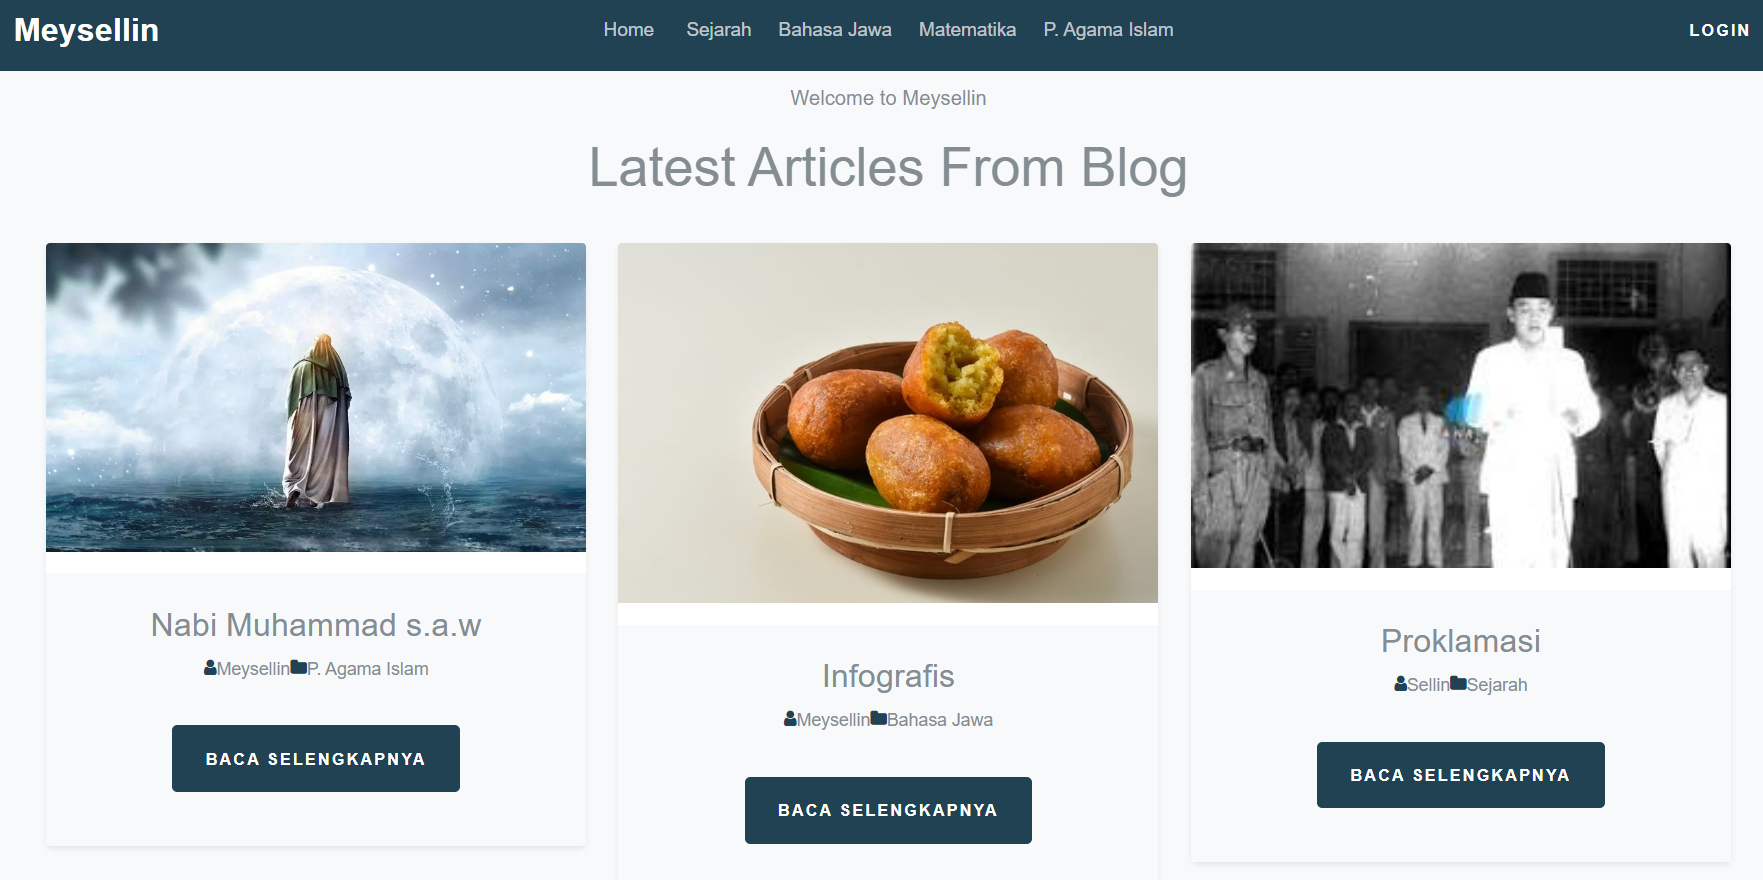 Meysellin
Home Sejarah Bahasa Jawa Matematika P. Agama Islam
LOGIN
Welcome to Meysellin
Latest Articles From Blog
Nabi Muhammad s.a.w
Meysellin P. Agama Islam
BACA SELENGKAPNYA
Infografis
Meysellin Bahasa Jawa
BACA SELENGKAPNYA
Proklamasi
Sellin Sejarah
BACA SELENGKAPNYA